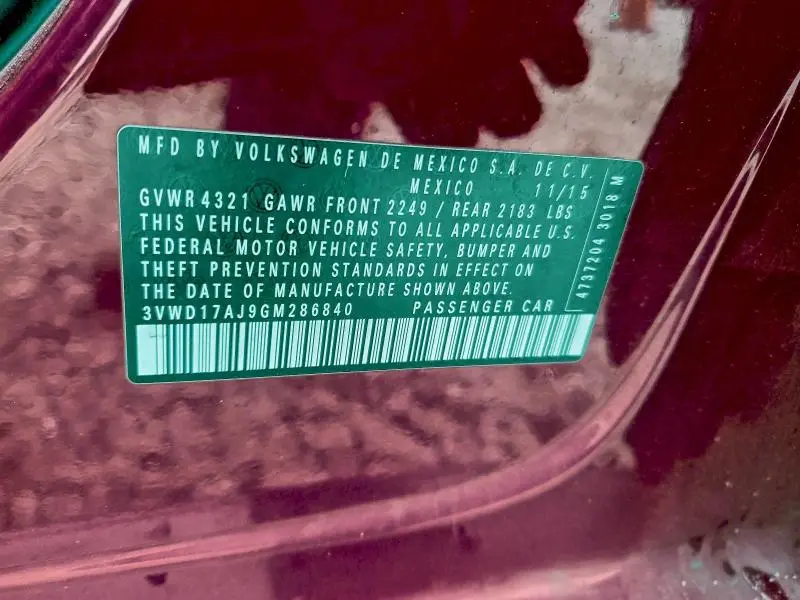 MFD BY VOLKSWAGEN DE MEXICO S.A. DE C.V.
MEXICO 11/15
GVWR 4321 GAWR FRONT 2249 / REAR 2183 LBS
THIS VEHICLE CONFORMS TO ALL APPLICABLE U.S.
FEDERAL MOTOR VEHICLE SAFETY, BUMPER AND
THEFT PREVENTION STANDARDS IN EFFECT ON
THE DATE OF MANUFACTURE SHOWN ABOVE.
3VWD17AJ9GM286840 PASSENGER CAR
4737204 3018 M